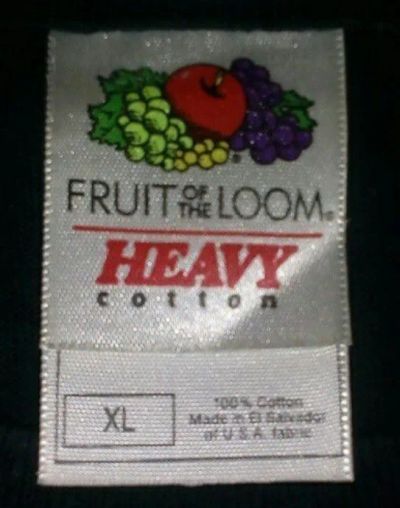 FRUIT OF THE LOOM®
HEAVY
cotton
XL
100% Cotton
Made in El Salvador
of U.S.A. fabric